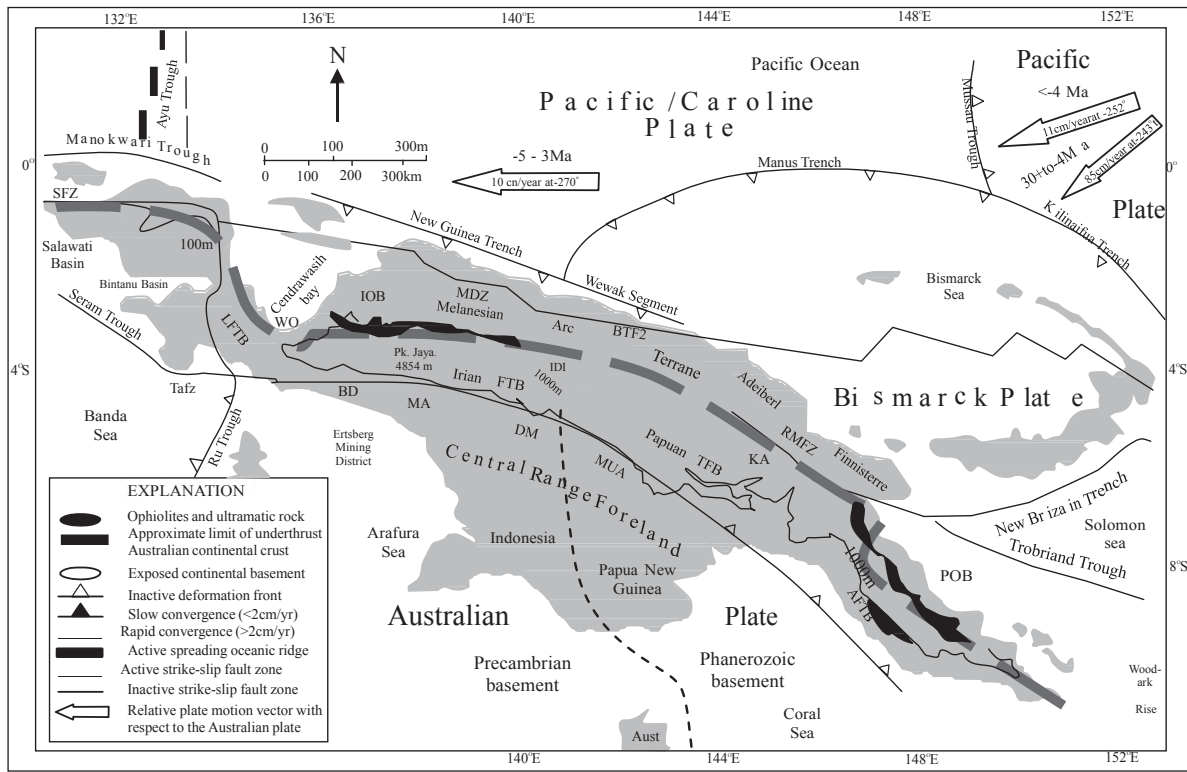 132°E
136°E
140°E
144°E
148°E
152°E
Ayu Trough
N
Pacific Ocean
Pacific
<-4 Ma
11cm/yearat-252°
85cm/year at-243°t
30+to-4M a
Mussau Trough
Pacific /Caroline
Plate
Manokwari Trough
0 150 300m
0 100 200 300km
-5 - 3Ma
10 cn/year at-270°
Manus Trench
0°
0°
SFZ
100m
Salawati
Basin
Bintanu Basin
Cendrawasih
bay
New Guinea Trench
Plate
K ilinaifua Trench
Bismarck
Sea
Seram Trough
LFTB
WO
IOB
MDZ
Melanesian
Arc
Wewak Segment
BTF2
Terrane
Adeiberl
Pk. Jaya.
4854 m
IDI
4°S
4°S
Tafz
Irian
FTB
1000m
BD
MA
Bi s m a r c k P lat e
Banda
Sea
Ru Trough
Ertsberg
Mining
District
DM
MUA
Papuan
TFB
KA
RMFZ
Finnisterre
C e n t r a l R a n g e F o r e l a n d
EXPLANATION
Ophiolites and ultramatic rock
Approximate limit of underthrust
Australian continental crust
Exposed continental basement
Inactive deformation front
Slow convergence (<2cm/yr)
Rapid convergence (>2cm/yr)
Active spreading oceanic ridge
Active strike-slip fault zone
Inactive strike-slip fault zone
Relative plate motion vector with
respect to the Australian plate
Arafura
Sea
Indonesia
Papua New
Guinea
New Br iza in Trench
Solomon
sea
Trobriand Trough
8°S
1000m
POB
AFTB
Australian
Plate
Precambrian
basement
Phanerozoic
basement
Wood-
ark
Rise
Coral
Sea
Aust
140°E
144°E
148°E
152°E